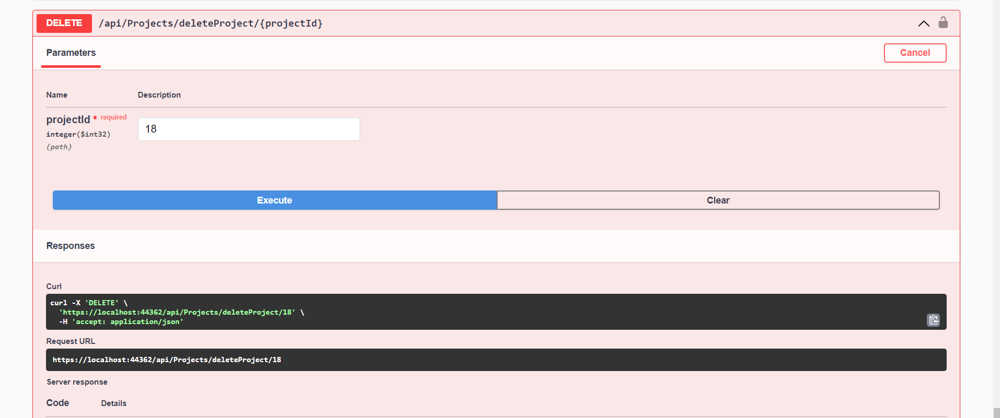 DELETE /api/Projects/deleteProject/{projectId}
Parameters Cancel
Name Description
projectId * required
18
integer($int32)
(path)
Execute Clear
Responses
Curl
curl -X 'DELETE' \
'https://localhost:44362/api/Projects/deleteProject/18' \
-H 'accept: application/json'
Request URL
https://localhost:44362/api/Projects/deleteProject/18
Server response
Code Details